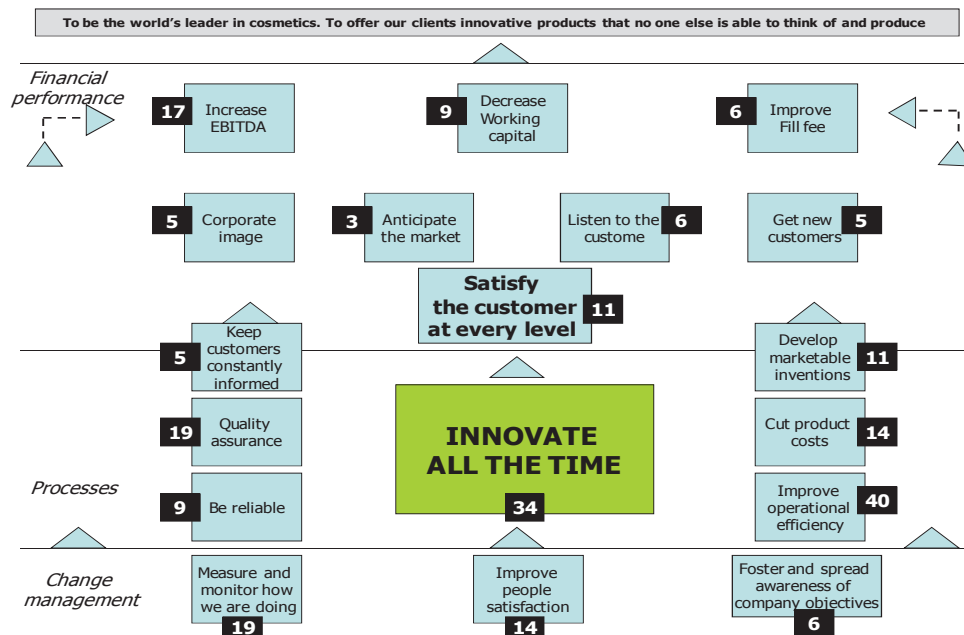 To be the world's leader in cosmetics. To offer our clients innovative products that no one else is able to think of and produce
Financial
performance
17
Increase
EBITDA
9
Decrease
Working
capital
6
Improve
Fill fee
5
Corporate
image
3
Anticipate
the market
Listen to the
custome
6
Get new
customers
5
Satisfy
the customer
at every level
11
5
Keep
customers
constantly
informed
Develop
marketable
inventions
11
19
Quality
assurance
INNOVATE
ALL THE TIME
34
Cut product
costs
14
Processes
9
Be reliable
Improve
operational
efficiency
40
Change
management
Measure and
monitor how
we are doing
19
Improve
people
satisfaction
14
Foster and spread
awareness of
company objectives
6